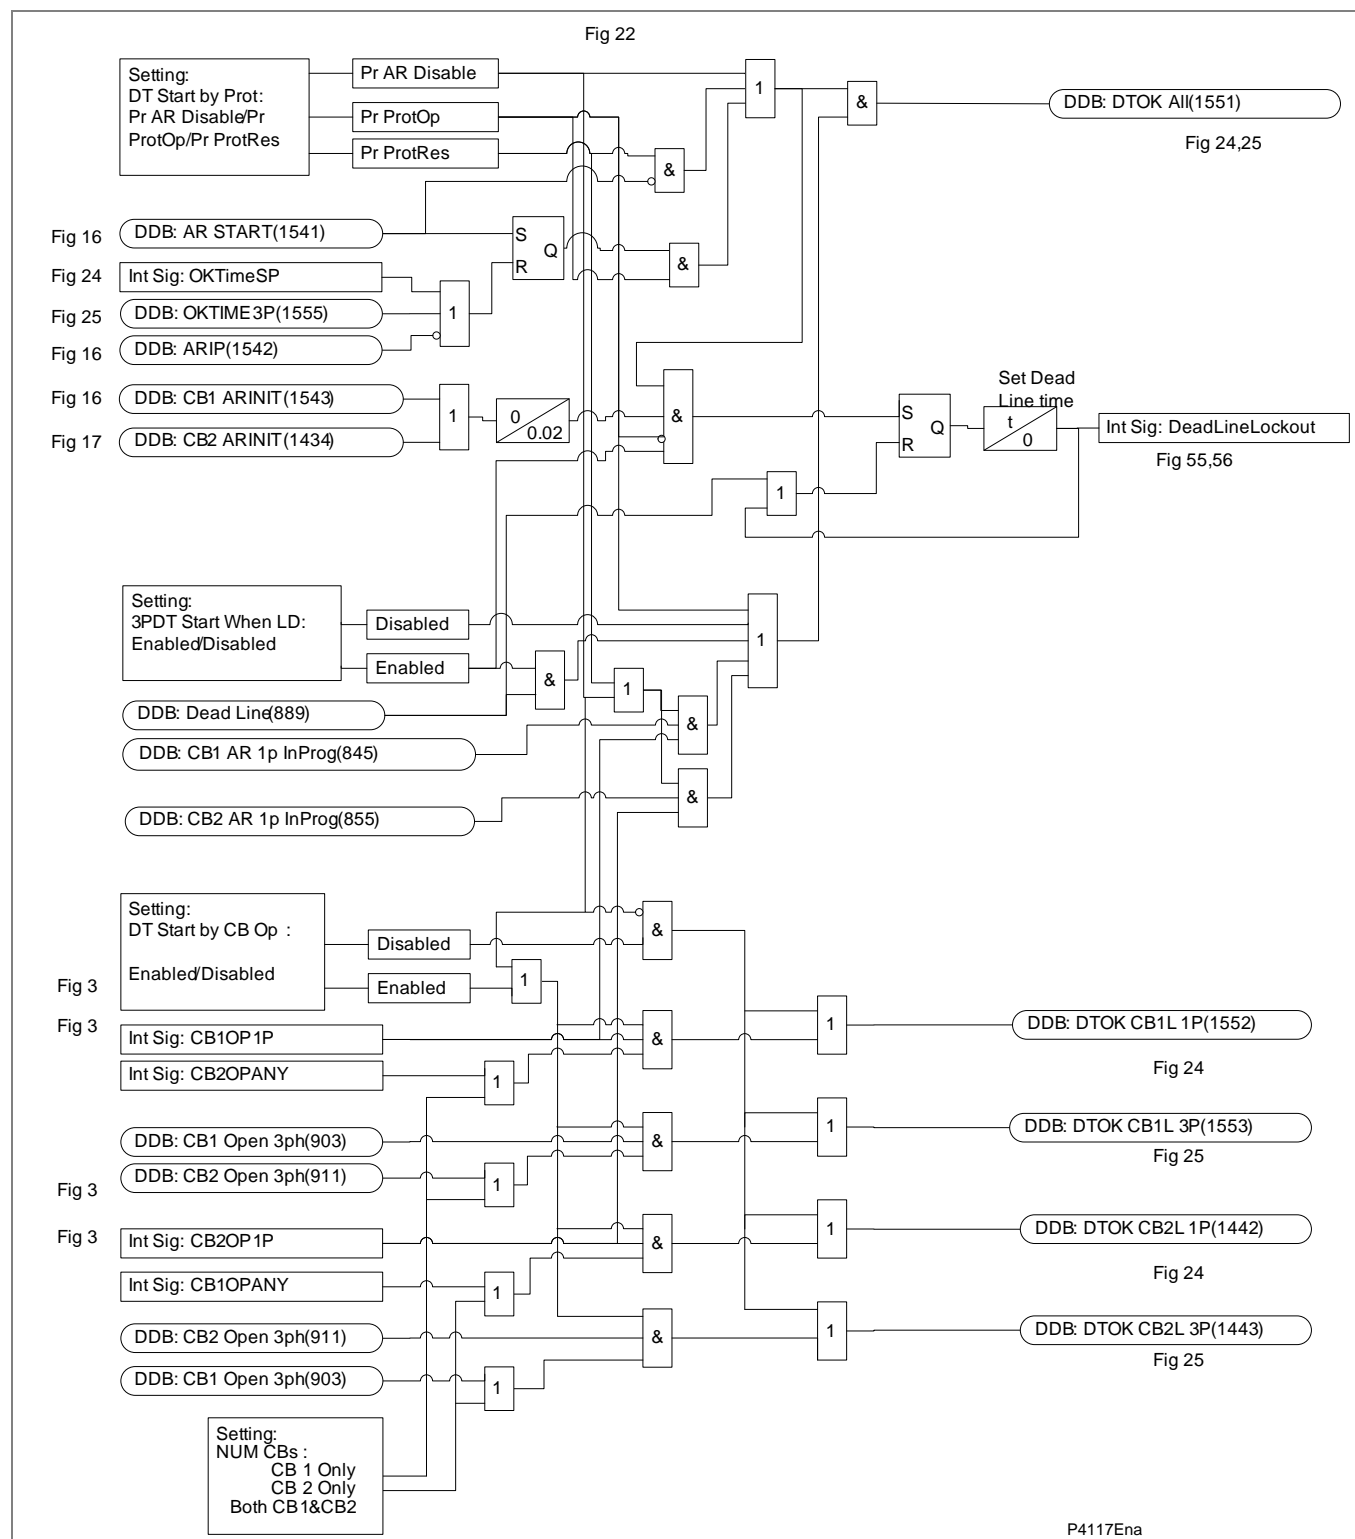 Fig 22
Setting:
DT Start by Prot:
Pr AR Disable/Pr
ProtOp/Pr ProtRes
Pr AR Disable
Pr ProtOp
Pr ProtRes
1
&
DDB: DTOK All(1551)
Fig 24,25
&
Fig 16
DDB: AR START(1541)
S
Q
R
&
Fig 24
Int Sig: OKTimeSP
1
Fig 25
DDB: OKTIME 3P(1555)
Fig 16
DDB: ARIP(1542)
Fig 16
DDB: CB1 ARINIT(1543)
1
0
0.02
Fig 17
DDB: CB2 ARINIT(1434)
&
S
Q
R
Set Dead
Line time
t
0
Int Sig: DeadLineLockout
Fig 55,56
1
Setting:
3PDT Start When LD:
Enabled/Disabled
Disabled
Enabled
&
1
1
DDB: Dead Line(889)
&
DDB: CB1 AR 1p InProg(845)
&
DDB: CB2 AR 1p InProg(855)
Setting:
DT Start by CB Op :
Enabled/Disabled
Disabled
Enabled
&
1
Fig 3
Fig 3
Int Sig: CB1OP1P
&
1
DDB: DTOK CB1L 1P(1552)
Fig 24
Int Sig: CB2OPANY
1
DDB: CB1 Open 3ph(903)
&
1
DDB: DTOK CB1L 3P(1553)
Fig 25
DDB: CB2 Open 3ph(911)
1
Fig 3
Fig 3
Int Sig: CB2OP1P
&
1
DDB: DTOK CB2L 1P(1442)
Fig 24
Int Sig: CB1OPANY
1
DDB: CB2 Open 3ph(911)
&
1
DDB: DTOK CB2L 3P(1443)
Fig 25
DDB: CB1 Open 3ph(903)
1
Setting:
NUM CBs :
CB 1 Only
CB 2 Only
Both CB1&CB2
P4117Ena